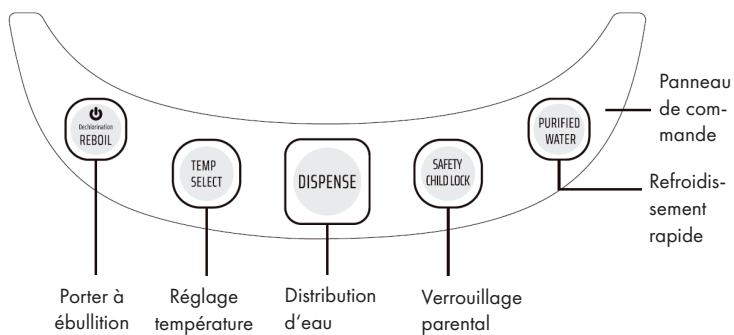 Dechlorination
REBOIL
TEMP
SELECT
DISPENSE
SAFETY
CHILD LOCK
PURIFIED
WATER
Panneau
de com-
mande
Refroidis-
sement
rapide
Porter à
ébullition
Réglage
température
Distribution
d'eau
Verrouillage
parental